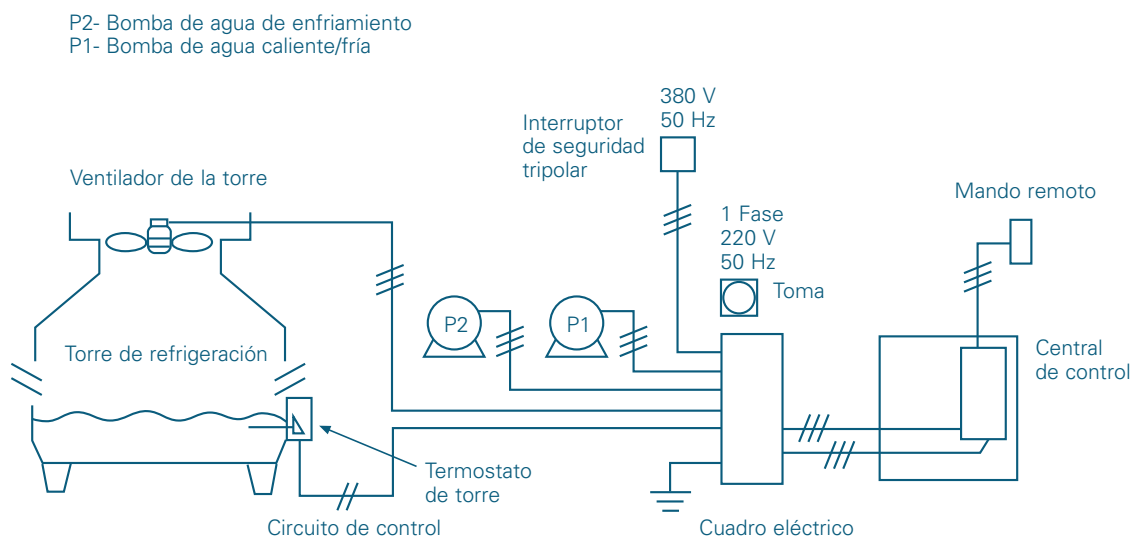 P2- Bomba de agua de enfriamiento
P1- Bomba de agua caliente/fría
380 V
50 Hz
Interruptor
de seguridad
tripolar
Ventilador de la torre
Mando remoto
1 Fase
220 V
50 Hz
Toma
P2
P1
Torre de refrigeración
Central
de control
Termostato
de torre
Circuito de control
Cuadro eléctrico